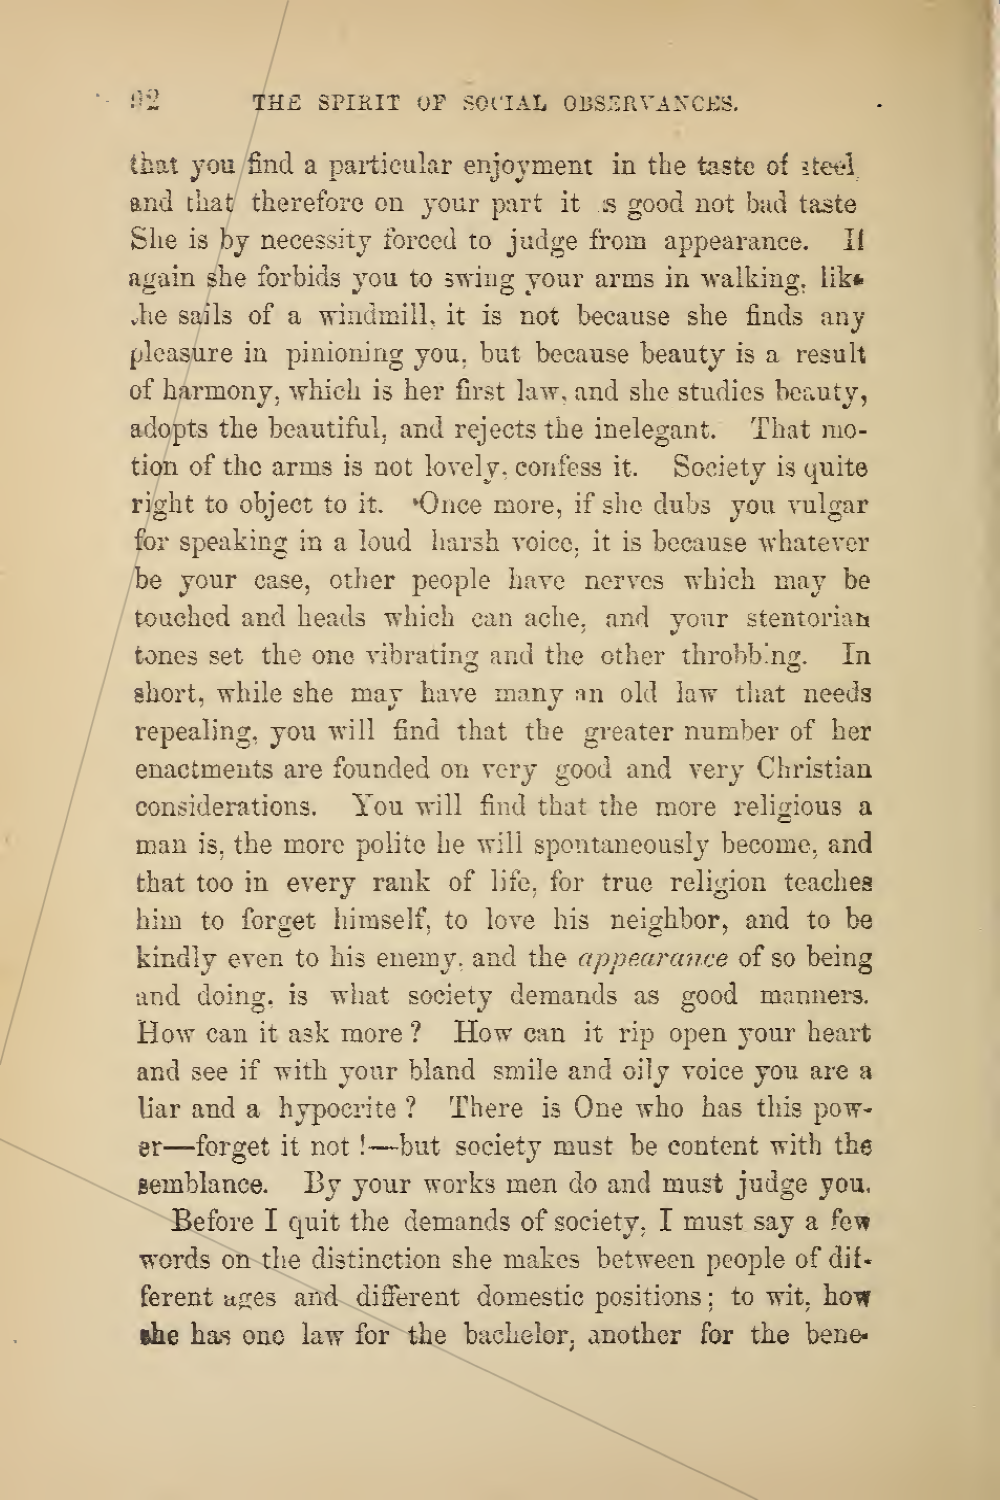 92 THE SPIRIT OF SOCIAL OBSERVANCES.
that you find a particular enjoyment in the taste of steel,
and that therefore on your part it is good not bad taste
She is by necessity forced to judge from appearance. If
again she forbids you to swing your arms in walking, like
the sails of a windmill, it is not because she finds any
pleasure in pinioning you, but because beauty is a result
of harmony, which is her first law, and she studies beauty,
adopts the beautiful, and rejects the inelegant. That mo-
tion of the arms is not lovely, confess it. Society is quite
right to object to it. Once more, if she dubs you vulgar
for speaking in a loud harsh voice, it is because whatever
be your case, other people have nerves which may be
touched and heads which can ache, and your stentorian
tones set the one vibrating and the other throbbing. In
short, while she may have many an old law that needs
repealing, you will find that the greater number of her
enactments are founded on very good and very Christian
considerations. You will find that the more religious a
man is, the more polite he will spontaneously become, and
that too in every rank of life, for true religion teaches
him to forget himself, to love his neighbor, and to be
kindly even to his enemy, and the appearance of so being
and doing, is what society demands as good manners.
How can it ask more? How can it rip open your heart
and see if with your bland smile and oily voice you are a
liar and a hypocrite? There is One who has this pow-
er—forget it not!—but society must be content with the
semblance. By your works men do and must judge you.
Before I quit the demands of society, I must say a few
words on the distinction she makes between people of dif-
ferent ages and different domestic positions; to wit, how
she has one law for the bachelor, another for the bene-